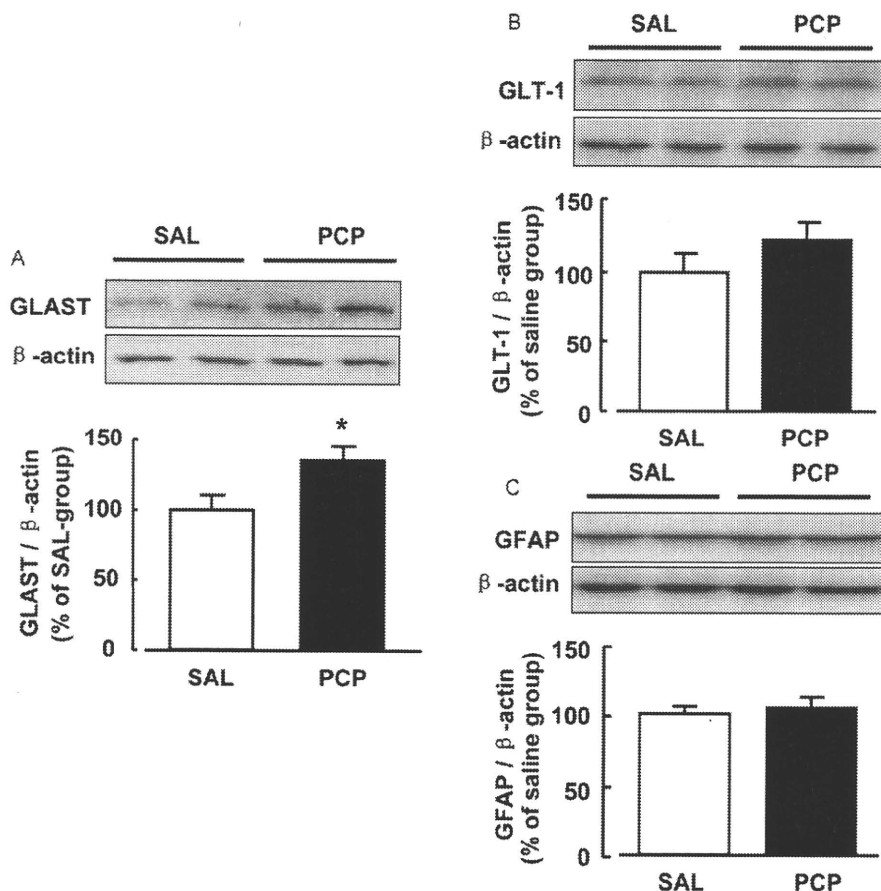 A
SAL PCP
GLAST
β-actin
GLAST / β-actin
(% of SAL-group)
150
100
50
0
*
SAL PCP
B
SAL PCP
GLT-1
β-actin
GLT-1 / β-actin
(% of saline group)
150
100
50
0
SAL PCP
C
SAL PCP
GFAP
β-actin
GFAP / β-actin
(% of saline group)
150
100
50
0
SAL PCP